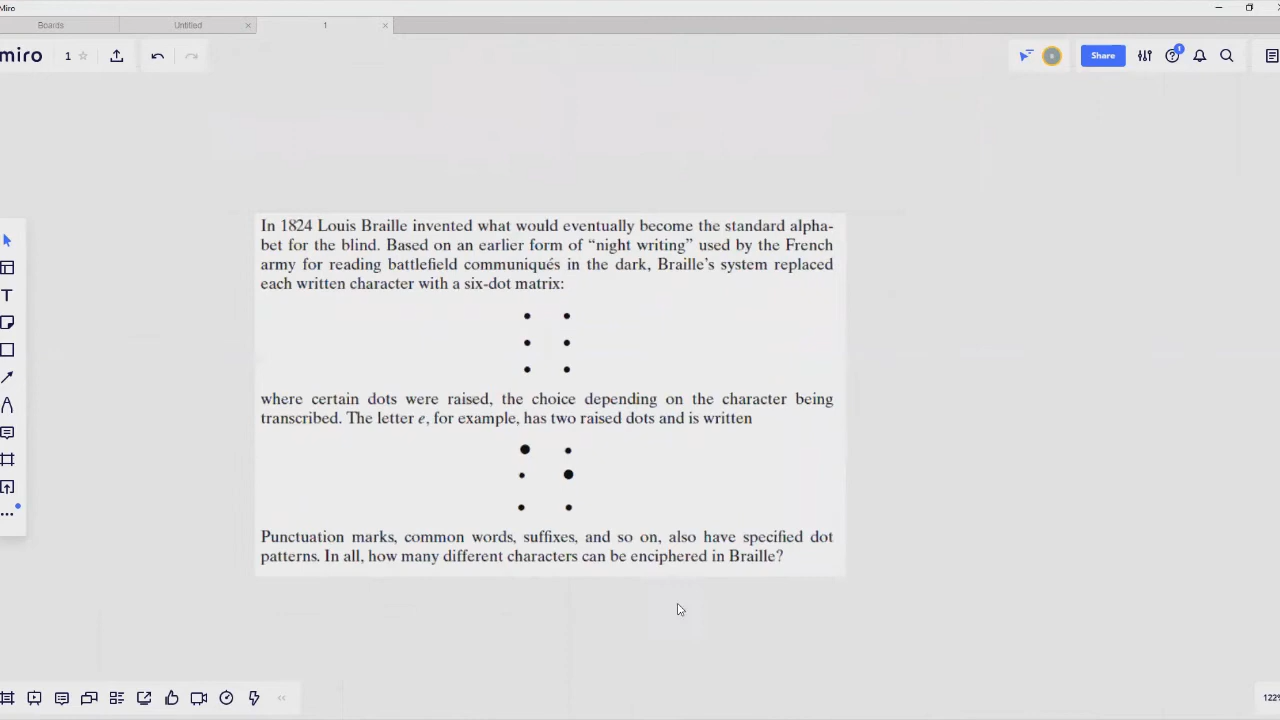 Miro
Boards
Untitled
1
miro
1
Share
1
In 1824 Louis Braille invented what would eventually become the standard alpha-
bet for the blind. Based on an earlier form of “night writing” used by the French
army for reading battlefield communiqués in the dark, Braille’s system replaced
each written character with a six-dot matrix:
where certain dots were raised, the choice depending on the character being
transcribed. The letter e, for example, has two raised dots and is written
Punctuation marks, common words, suffixes, and so on, also have specified dot
patterns. In all, how many different characters can be enciphered in Braille?
122%